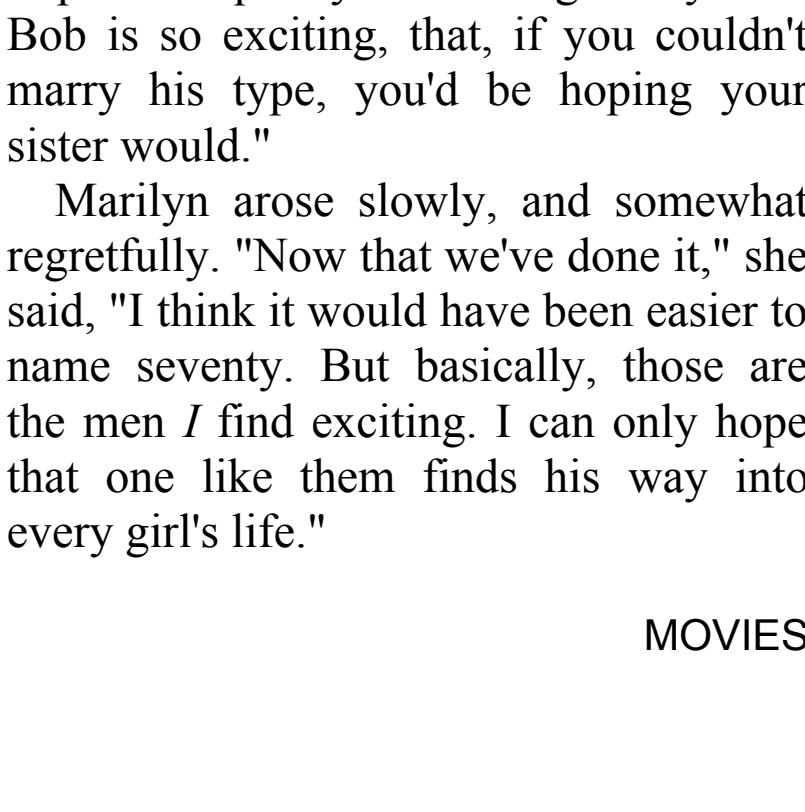 Bob is so exciting, that, if you couldn't
marry his type, you'd be hoping your
sister would."
Marilyn arose slowly, and somewhat
regretfully. "Now that we've done it," she
said, "I think it would have been easier to
name seventy. But basically, those are
the men I find exciting. I can only hope
that one like them finds his way into
every girl's life."
MOVIES